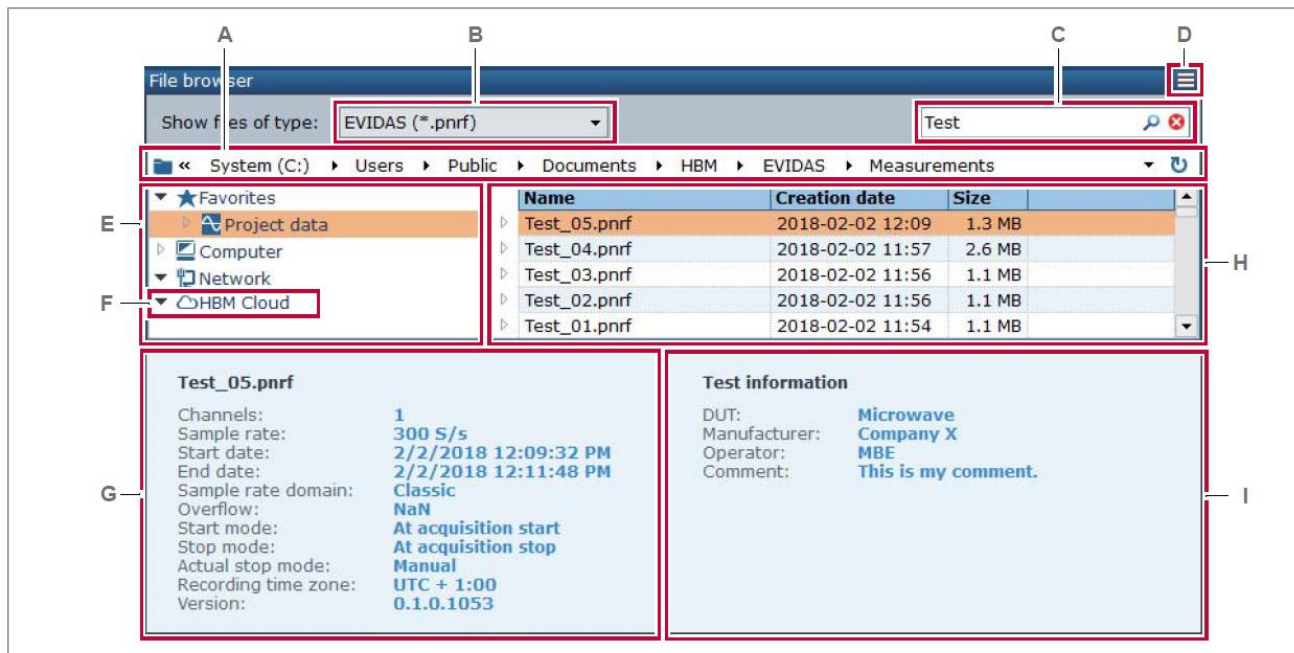 A B C D
File browser
Show files of type: EVIDAS (*.pnrf) Test
« System (C:) Users Public Documents HBM EVIDAS Measurements
E
Favorites
Project data
Computer
Network
F
HBM Cloud
Name Creation date Size
Test_05.pnrf 2018-02-02 12:09 1.3 MB
Test_04.pnrf 2018-02-02 11:57 2.6 MB
Test_03.pnrf 2018-02-02 11:56 1.1 MB
Test_02.pnrf 2018-02-02 11:56 1.1 MB
Test_01.pnrf 2018-02-02 11:54 1.1 MB
H
G
Test_05.pnrf
Channels: 1
Sample rate: 300 S/s
Start date: 2/2/2018 12:09:32 PM
End date: 2/2/2018 12:11:48 PM
Sample rate domain: Classic
Overflow: NaN
Start mode: At acquisition start
Stop mode: At acquisition stop
Actual stop mode: Manual
Recording time zone: UTC + 1:00
Version: 0.1.0.1053
Test information
DUT: Microwave
Manufacturer: Company X
Operator: MBE
Comment: This is my comment.
I